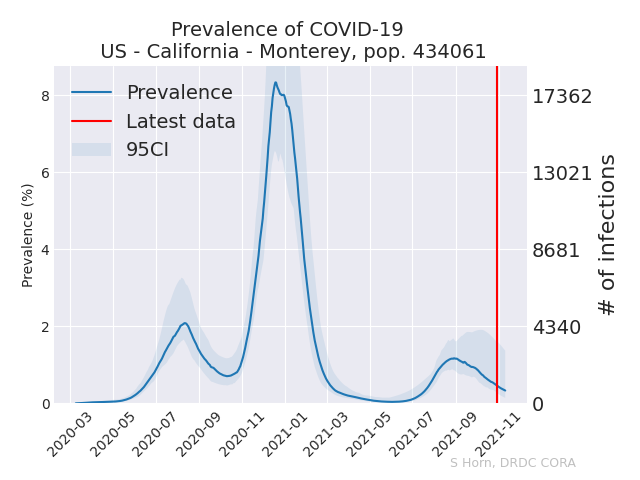 Prevalence of COVID-19
US - California - Monterey, pop. 434061
Prevalence
Latest data
95CI
Prevalence (%)
8
6
4
2
0
17362
13021
8681
4340
0
# of infections
2020-03
2020-05
2020-07
2020-09
2020-11
2021-01
2021-03
2021-05
2021-07
2021-09
2021-11
S Horn, DRDC CORA